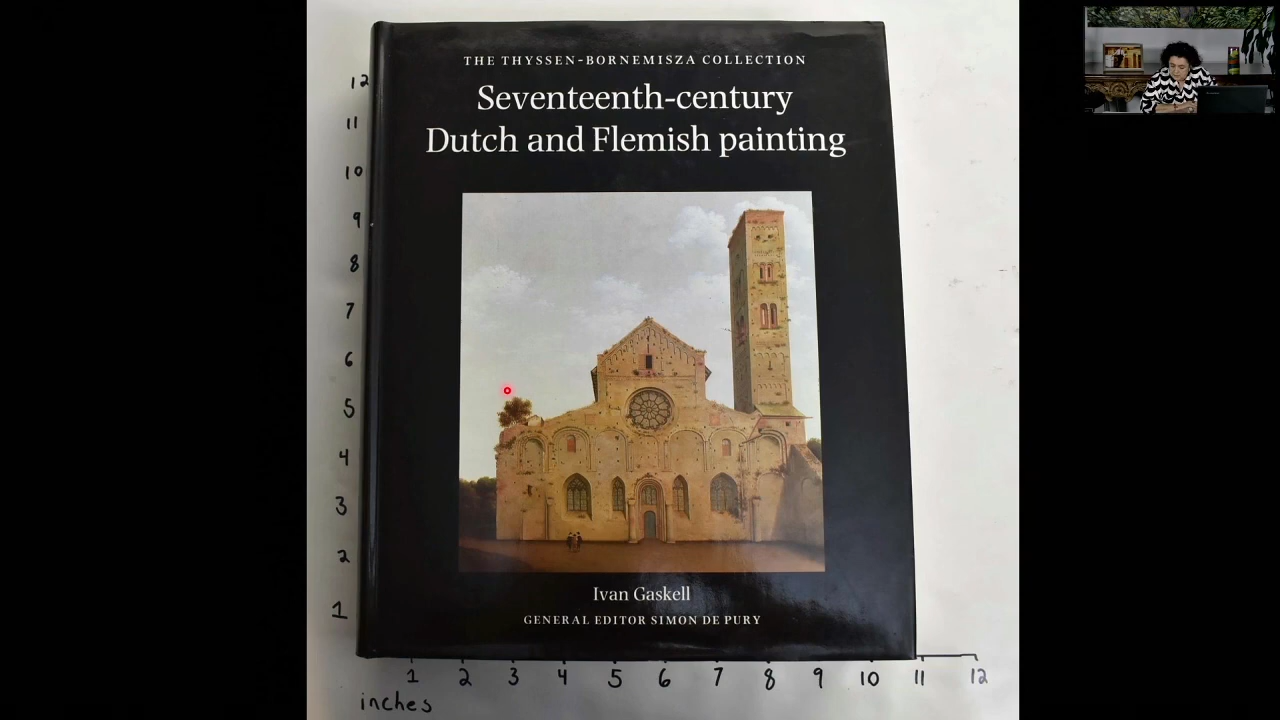 THE THYSSEN-BORNEMISZA COLLECTION
Seventeenth-century
Dutch and Flemish painting
Ivan Gaskell
GENERAL EDITOR SIMON DE PURY
12
11
10
9
8
7
6
5
4
3
2
1
1 2 3 4 5 6 7 8 9 10 11 12
inches